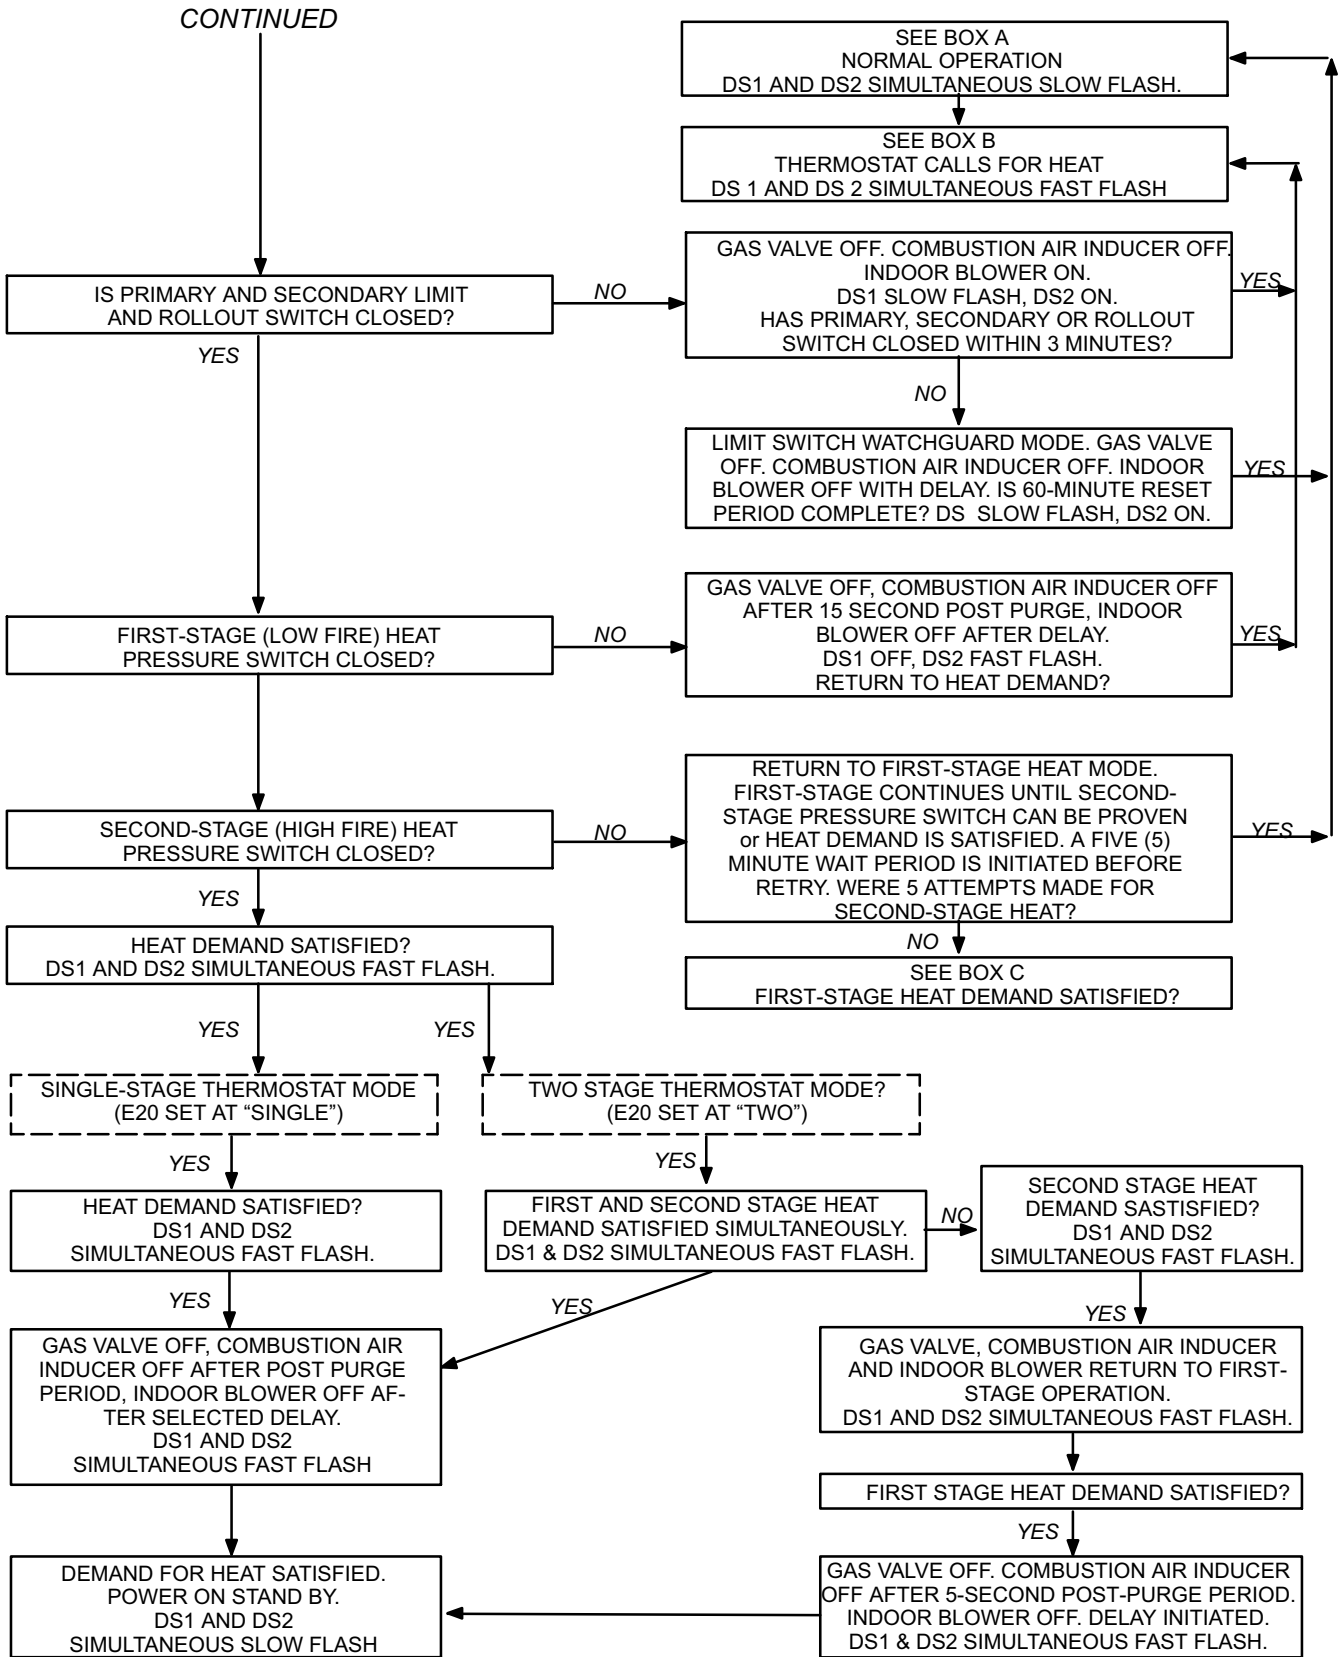 CONTINUED
SEE BOX A
NORMAL OPERATION
DS1 AND DS2 SIMULTANEOUS SLOW FLASH.
SEE BOX B
THERMOSTAT CALLS FOR HEAT
DS 1 AND DS 2 SIMULTANEOUS FAST FLASH
IS PRIMARY AND SECONDARY LIMIT
AND ROLLOUT SWITCH CLOSED?
NO
GAS VALVE OFF. COMBUSTION AIR INDUCER OFF.
INDOOR BLOWER ON.
DS1 SLOW FLASH, DS2 ON.
HAS PRIMARY, SECONDARY OR ROLLOUT
SWITCH CLOSED WITHIN 3 MINUTES?
YES
YES
NO
LIMIT SWITCH WATCHGUARD MODE. GAS VALVE
OFF. COMBUSTION AIR INDUCER OFF. INDOOR
BLOWER OFF WITH DELAY. IS 60-MINUTE RESET
PERIOD COMPLETE? DS  SLOW FLASH, DS2 ON.
YES
FIRST-STAGE (LOW FIRE) HEAT
PRESSURE SWITCH CLOSED?
NO
GAS VALVE OFF, COMBUSTION AIR INDUCER OFF
AFTER 15 SECOND POST PURGE, INDOOR
BLOWER OFF AFTER DELAY.
DS1 OFF, DS2 FAST FLASH.
RETURN TO HEAT DEMAND?
YES
SECOND-STAGE (HIGH FIRE) HEAT
PRESSURE SWITCH CLOSED?
NO
RETURN TO FIRST-STAGE HEAT MODE.
FIRST-STAGE CONTINUES UNTIL SECOND-
STAGE PRESSURE SWITCH CAN BE PROVEN
or HEAT DEMAND IS SATISFIED. A FIVE (5)
MINUTE WAIT PERIOD IS INITIATED BEFORE
RETRY. WERE 5 ATTEMPTS MADE FOR
SECOND-STAGE HEAT?
YES
YES
NO
HEAT DEMAND SATISFIED?
DS1 AND DS2 SIMULTANEOUS FAST FLASH.
SEE BOX C
FIRST-STAGE HEAT DEMAND SATISFIED?
YES
YES
SINGLE-STAGE THERMOSTAT MODE
(E20 SET AT “SINGLE”)
TWO STAGE THERMOSTAT MODE?
(E20 SET AT “TWO”)
YES
YES
HEAT DEMAND SATISFIED?
DS1 AND DS2
SIMULTANEOUS FAST FLASH.
FIRST AND SECOND STAGE HEAT
DEMAND SATISFIED SIMULTANEOUSLY.
DS1 & DS2 SIMULTANEOUS FAST FLASH.
NO
SECOND STAGE HEAT
DEMAND SASTISFIED?
DS1 AND DS2
SIMULTANEOUS FAST FLASH.
YES
YES
YES
GAS VALVE OFF, COMBUSTION AIR
INDUCER OFF AFTER POST PURGE
PERIOD, INDOOR BLOWER OFF AF-
TER SELECTED DELAY.
DS1 AND DS2
SIMULTANEOUS FAST FLASH
GAS VALVE, COMBUSTION AIR INDUCER
AND INDOOR BLOWER RETURN TO FIRST-
STAGE OPERATION.
DS1 AND DS2 SIMULTANEOUS FAST FLASH.
FIRST STAGE HEAT DEMAND SATISFIED?
YES
DEMAND FOR HEAT SATISFIED.
POWER ON STAND BY.
DS1 AND DS2
SIMULTANEOUS SLOW FLASH
GAS VALVE OFF. COMBUSTION AIR INDUCER
OFF AFTER 5-SECOND POST-PURGE PERIOD.
INDOOR BLOWER OFF. DELAY INITIATED.
DS1 & DS2 SIMULTANEOUS FAST FLASH.